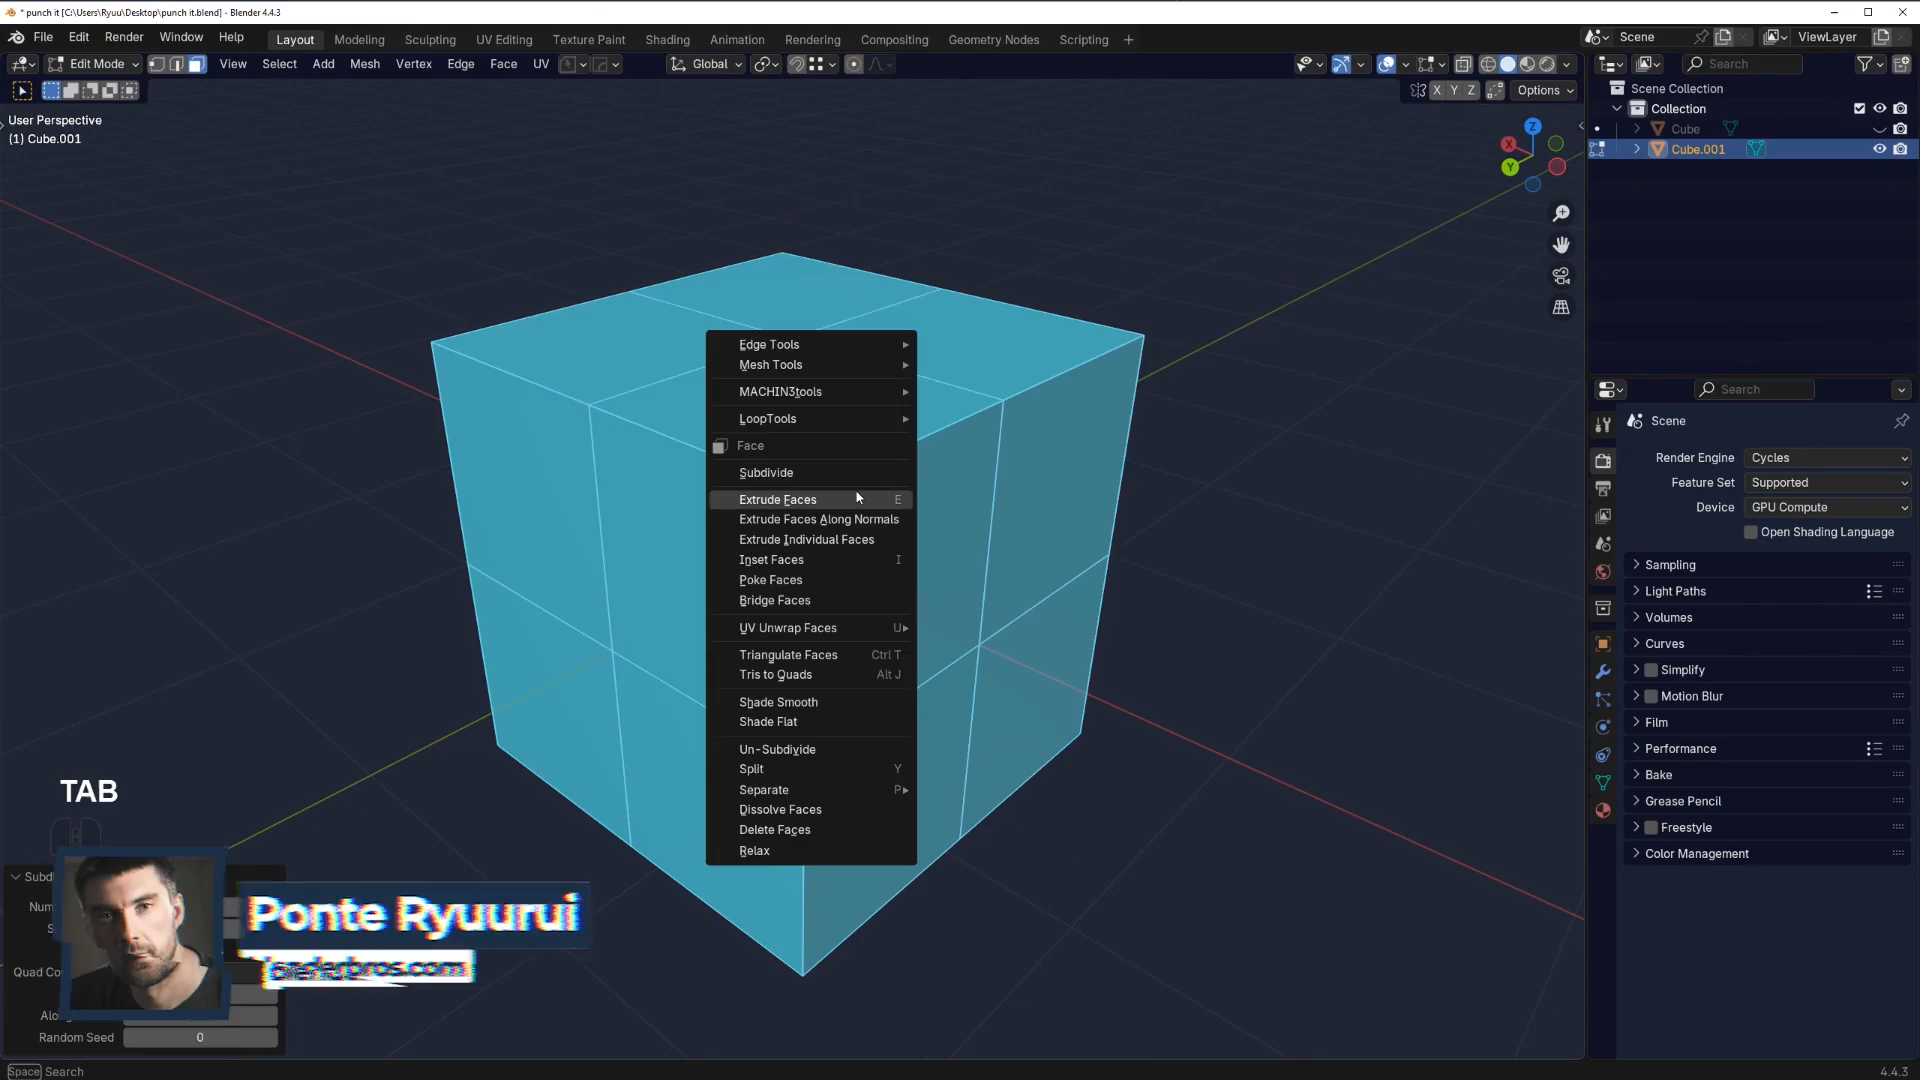 * punch it [C:\Users\Ryuu\Desktop\punch it.blend] - Blender 4.4.3
File Edit Render Window Help
Layout Modeling Sculpting UV Editing Texture Paint Shading Animation Rendering Compositing Geometry Nodes Scripting +
Scene
ViewLayer
Edit Mode
View Select Add Mesh Vertex Edge Face UV
Global
Search
X Y Z
Options
User Perspective
(1) Cube.001
Z
X
Y
Scene Collection
Collection
Cube
Cube.001
Edge Tools
Mesh Tools
MACHIN3tools
LoopTools
Face
Subdivide
Extrude Faces E
Extrude Faces Along Normals
Extrude Individual Faces
Inset Faces I
Poke Faces
Bridge Faces
UV Unwrap Faces U
Triangulate Faces Ctrl T
Tris to Quads Alt J
Shade Smooth
Shade Flat
Un-Subdivide
Split Y
Separate P
Dissolve Faces
Delete Faces
Relax
Search
Scene
Render Engine Cycles
Feature Set Supported
Device GPU Compute
Open Shading Language
Sampling
Light Paths
Volumes
Curves
Simplify
Motion Blur
Film
Performance
Bake
Grease Pencil
Freestyle
Color Management
TAB
Ponte Ryuurui
Random Seed 0
Space Search
4.4.3